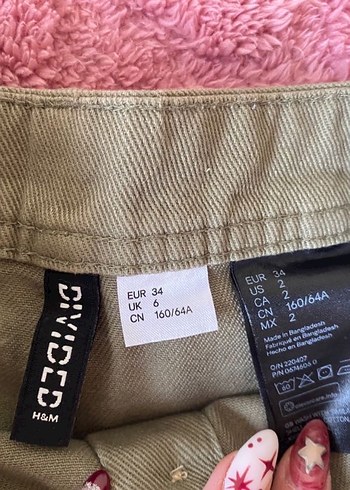 DIVIDED
H&M
EUR 34
UK 6
CN 160/64A
EUR 34
US 2
CA 2
CN 160/64A
MX 2
Made in Bangladesh
Fabriqué en Bangladesh
Hecho en Bangladesh
O/N 220407